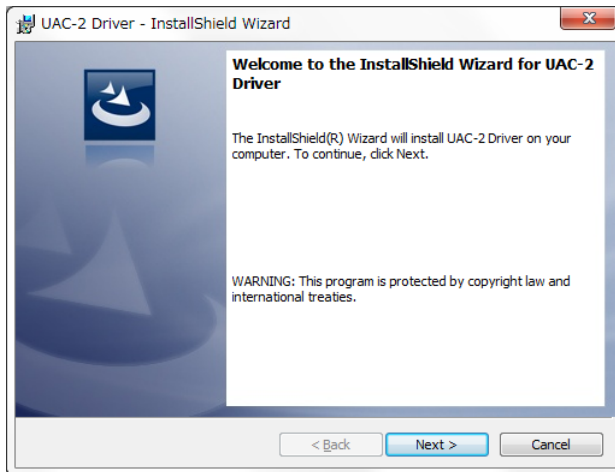 UAC-2 Driver - InstallShield Wizard
Welcome to the InstallShield Wizard for UAC-2
Driver
The InstallShield(R) Wizard will install UAC-2 Driver on your
computer. To continue, click Next.
WARNING: This program is protected by copyright law and
international treaties.
< Back
Next >
Cancel